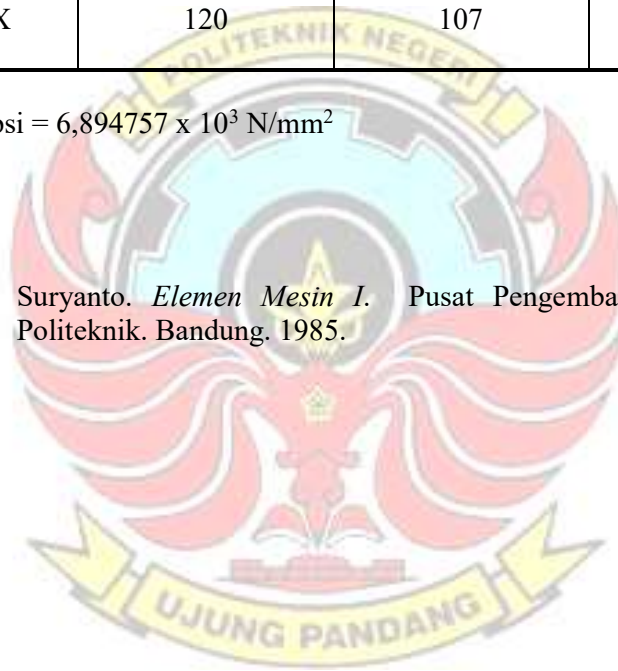 X 120 107
POLITEKNIK NEGERI
psi = 6,894757 x 10³ N/mm²
Suryanto. Elemen Mesin I. Pusat Pengemba
Politeknik. Bandung. 1985.
UJUNG PANDANG